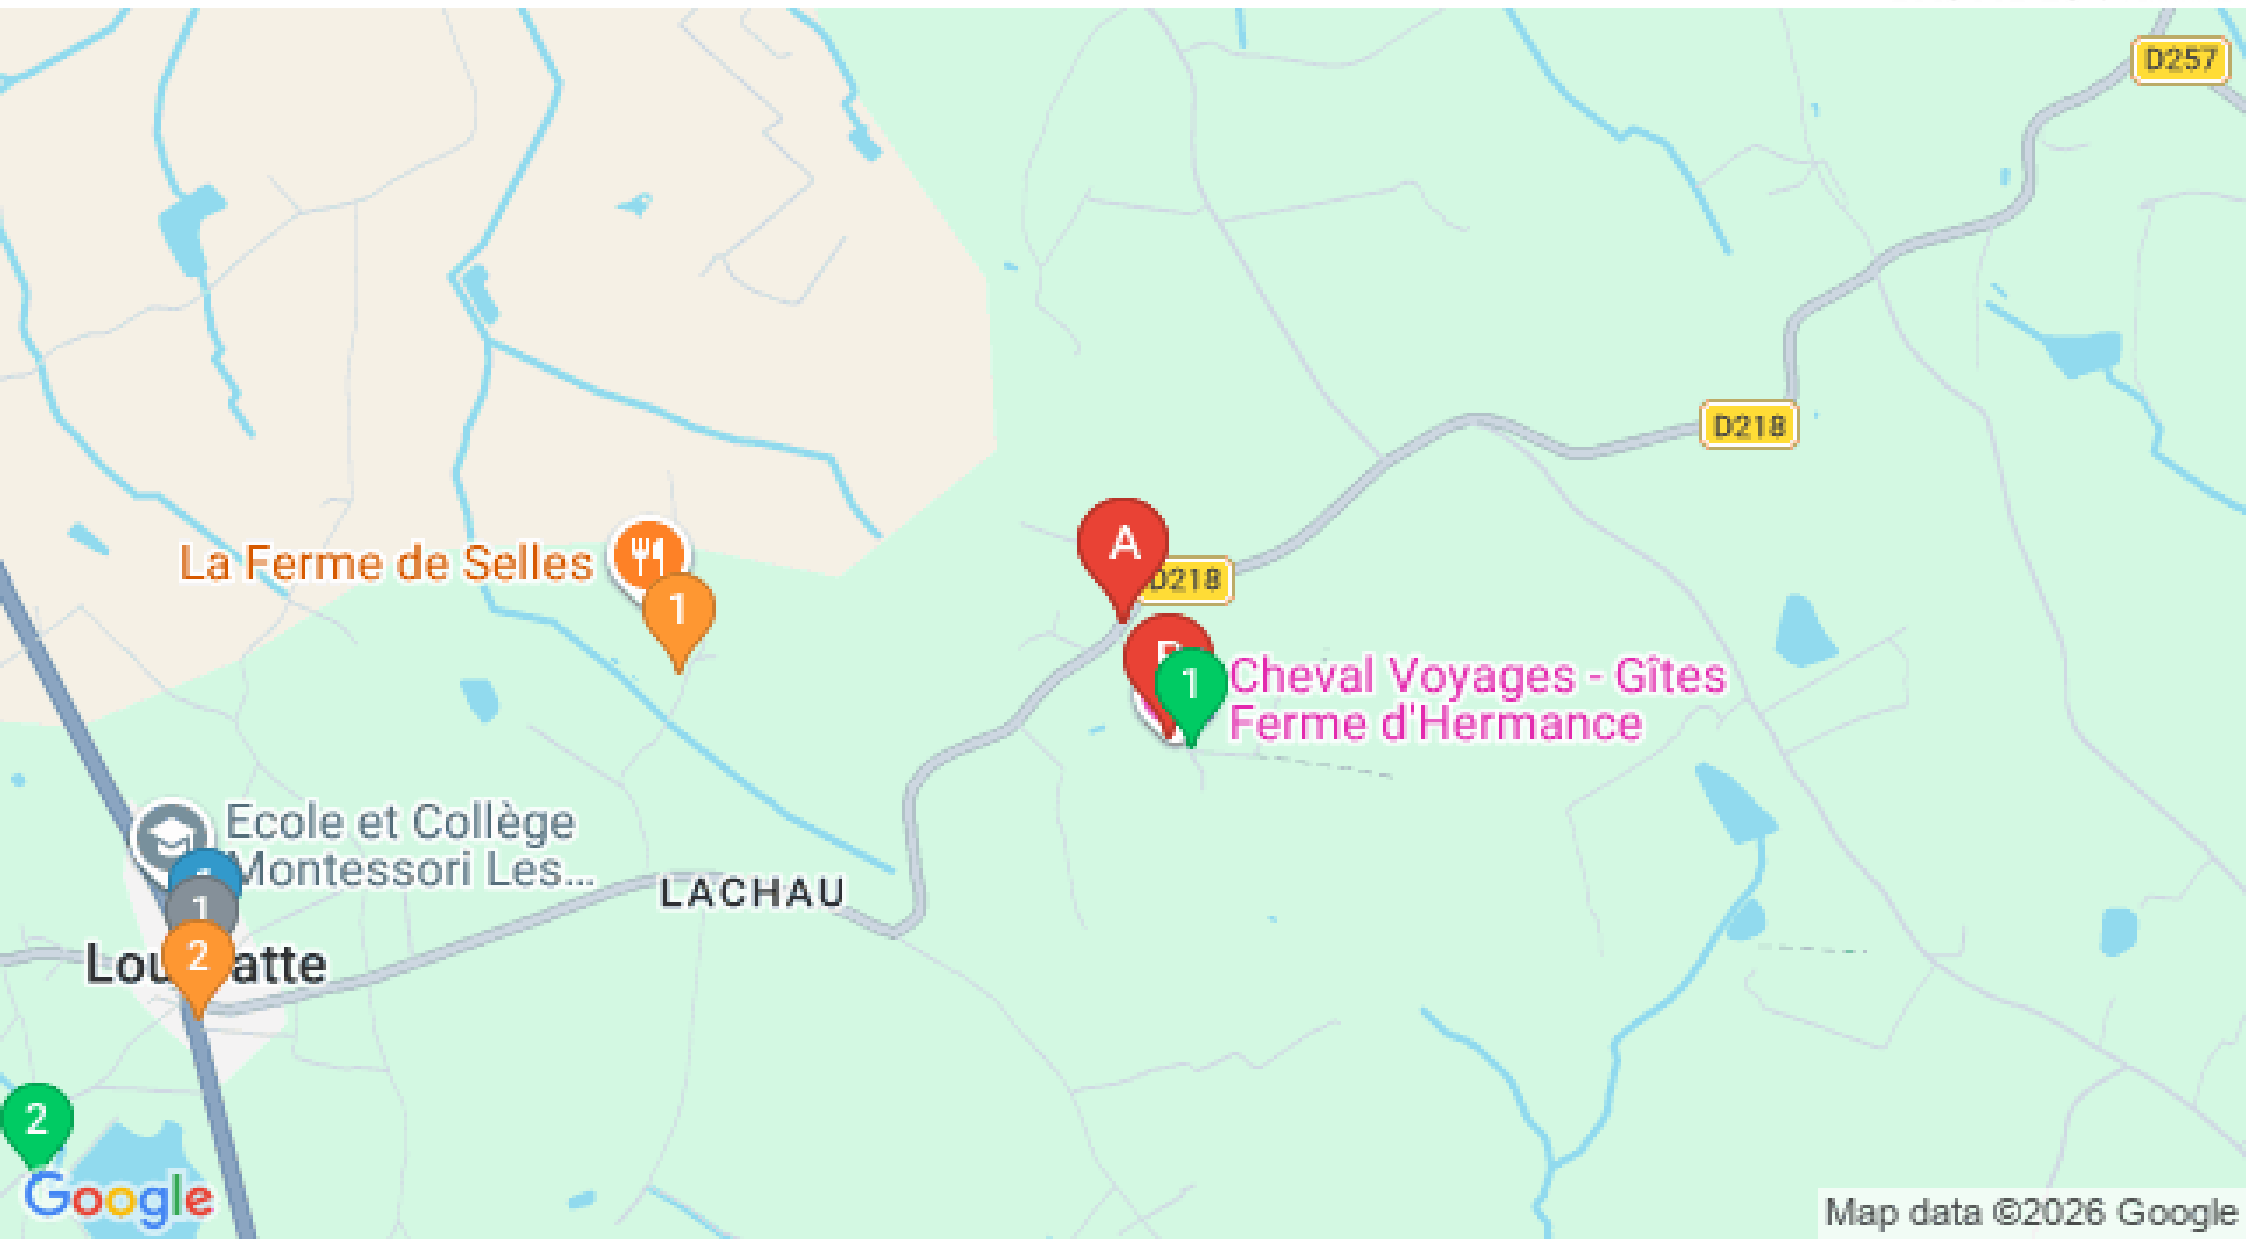 D257
D218
A
D218
La Ferme de Selles
1
1
Cheval Voyages - Gîtes
Ferme d'Hermance
Ecole et Collège
Montessori Les...
1
LACHAU
2
2
Google
Map data ©2026 Google